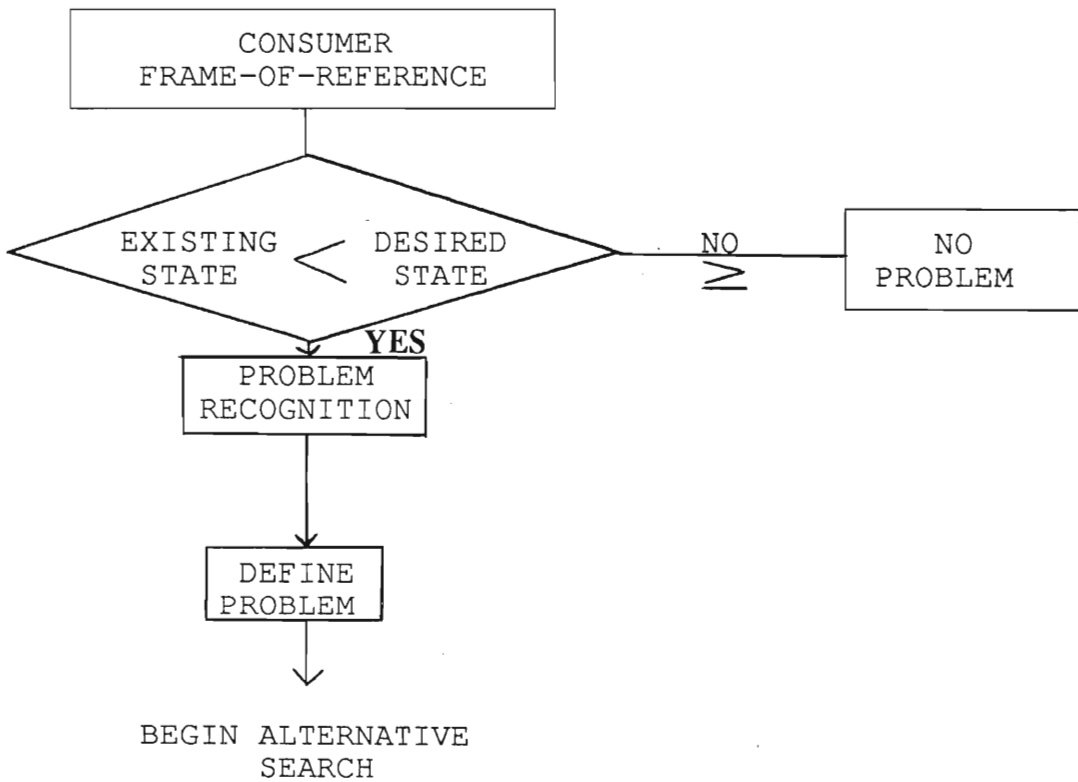 CONSUMER
FRAME-OF-REFERENCE
EXISTING
STATE
<
DESIRED
STATE
NO
≥
NO
PROBLEM
YES
PROBLEM
RECOGNITION
DEFINE
PROBLEM
BEGIN ALTERNATIVE
SEARCH